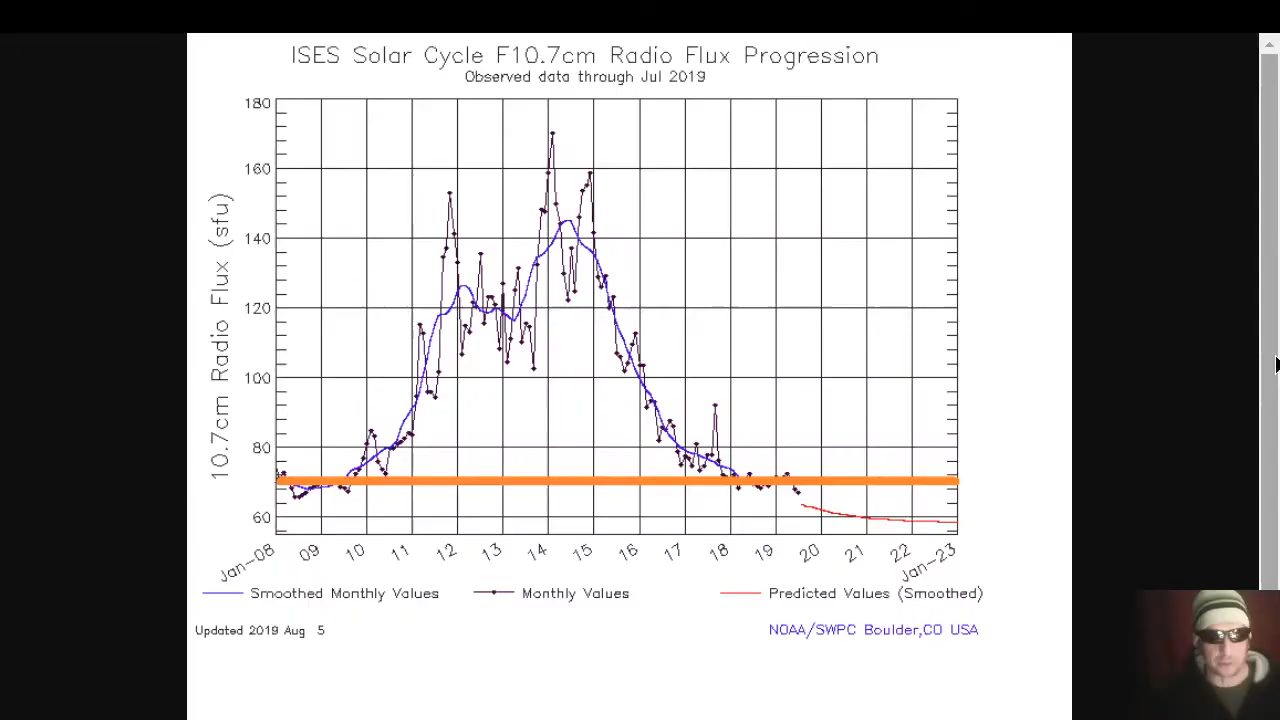 ISES Solar Cycle F10.7cm Radio Flux Progression
Observed data through Jul 2019
10.7cm Radio Flux (sfu)
180
160
140
120
100
80
60
Jan-08 09 10 11 12 13 14 15 16 17 18 19 20 21 22 Jan-23
Smoothed Monthly Values Monthly Values Predicted Values (Smoothed)
Updated 2019 Aug 5 NOAA/SWPC Boulder,CO USA